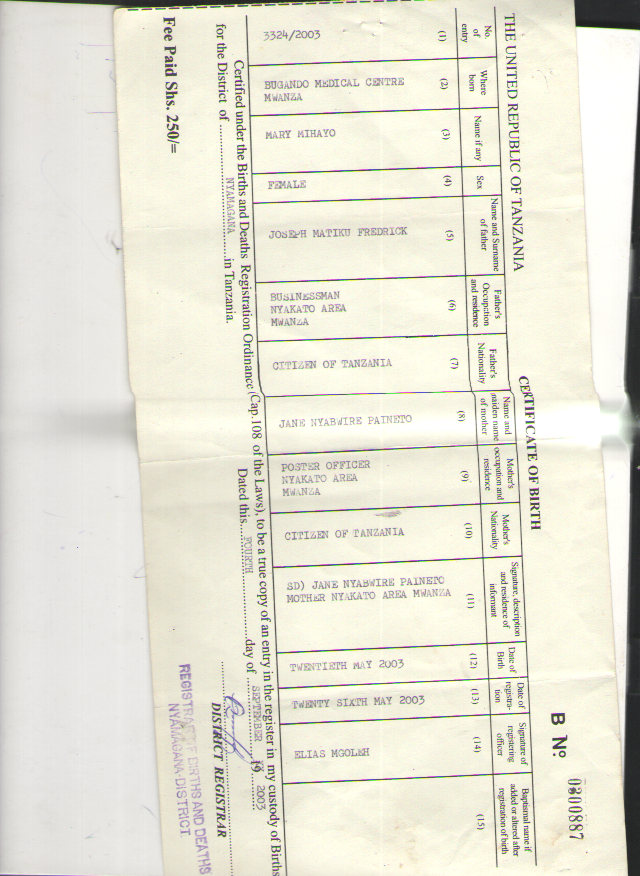 B No. 0300887
THE UNITED REPUBLIC OF TANZANIA
CERTIFICATE OF BIRTH
No. of entry
Where born
Name if any
Sex
Name and Surname of father
Father's Occupation and residence
Father's Nationality
Name and maiden name of mother
Mother's occupation and residence
Mother's Nationality
Signature, description and residence of informant
Date of Birth
Date of registra-tion
Signature of registering officer
Baptismal name if added or altered after registration of birth
(1) (2) (3) (4) (5) (6) (7) (8) (9) (10) (11) (12) (13) (14) (15)
3324/2003
BUGANDO MEDICAL CENTRE
MWANZA
MARY MIHAYO
FEMALE
JOSEPH MATIKU FREDRICK
BUSINESSMAN
NYAKATO AREA
MWANZA
CITIZEN OF TANZANIA
JANE NYABWIRE PAINETO
POSTER OFFICER
NYAKATO AREA
MWANZA
CITIZEN OF TANZANIA
SD) JANE NYABWIRE PAINETO
MOTHER NYAKATO AREA MWANZA
TWENTIETH MAY 2003
TWENTY SIXTH MAY 2003
ELIAS MGOLEH
Certified under the Births and Deaths Registration Ordinance (Cap.108 of the Laws), to be a true copy of an entry in the register in my custody of Births
for the District of NYAMAGANA in Tanzania. Dated this FOURTH day of SEPTEMBER 19 2003
DISTRICT REGISTRAR
Fee Paid Shs. 250/=
REGISTRAR OF BIRTHS AND DEATHS
NYAMAGANA-DISTRICT